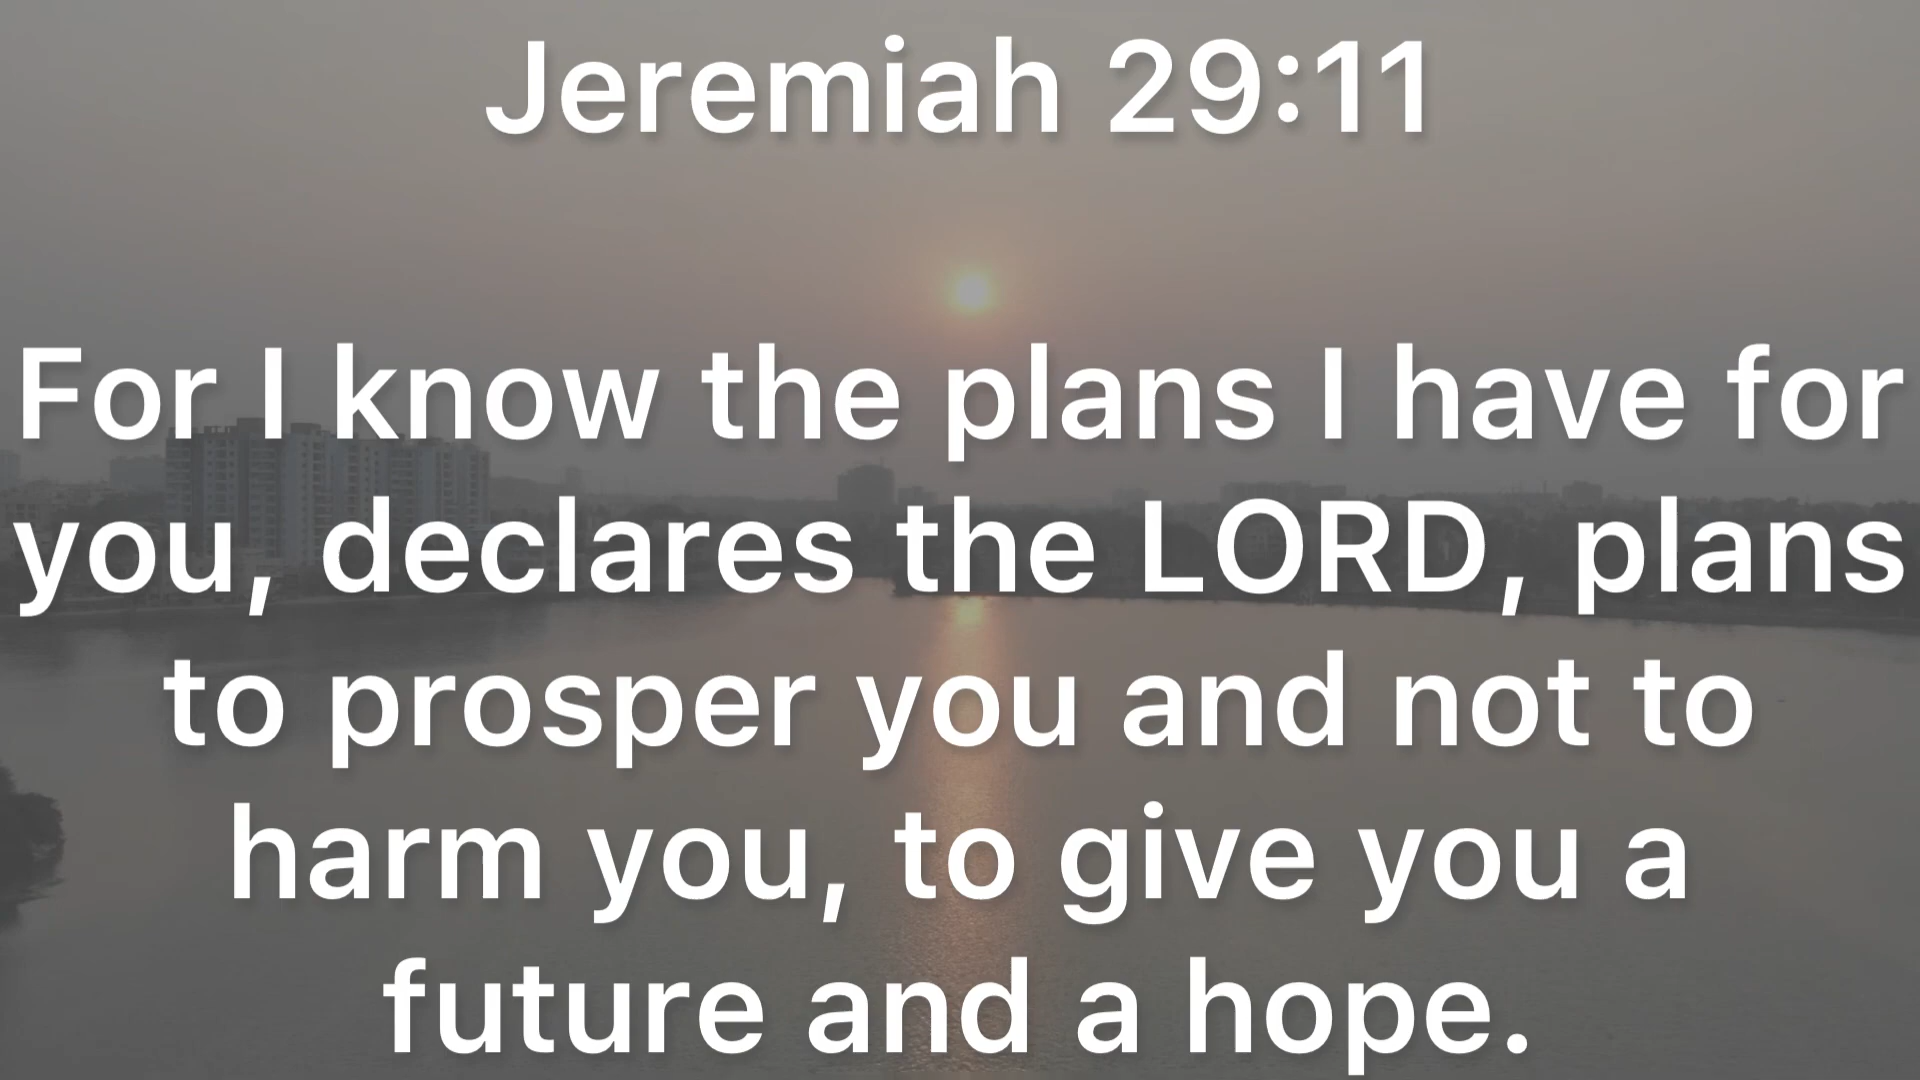 Jeremiah 29:11
For I know the plans I have for
you, declares the LORD, plans
to prosper you and not to
harm you, to give you a
future and a hope.